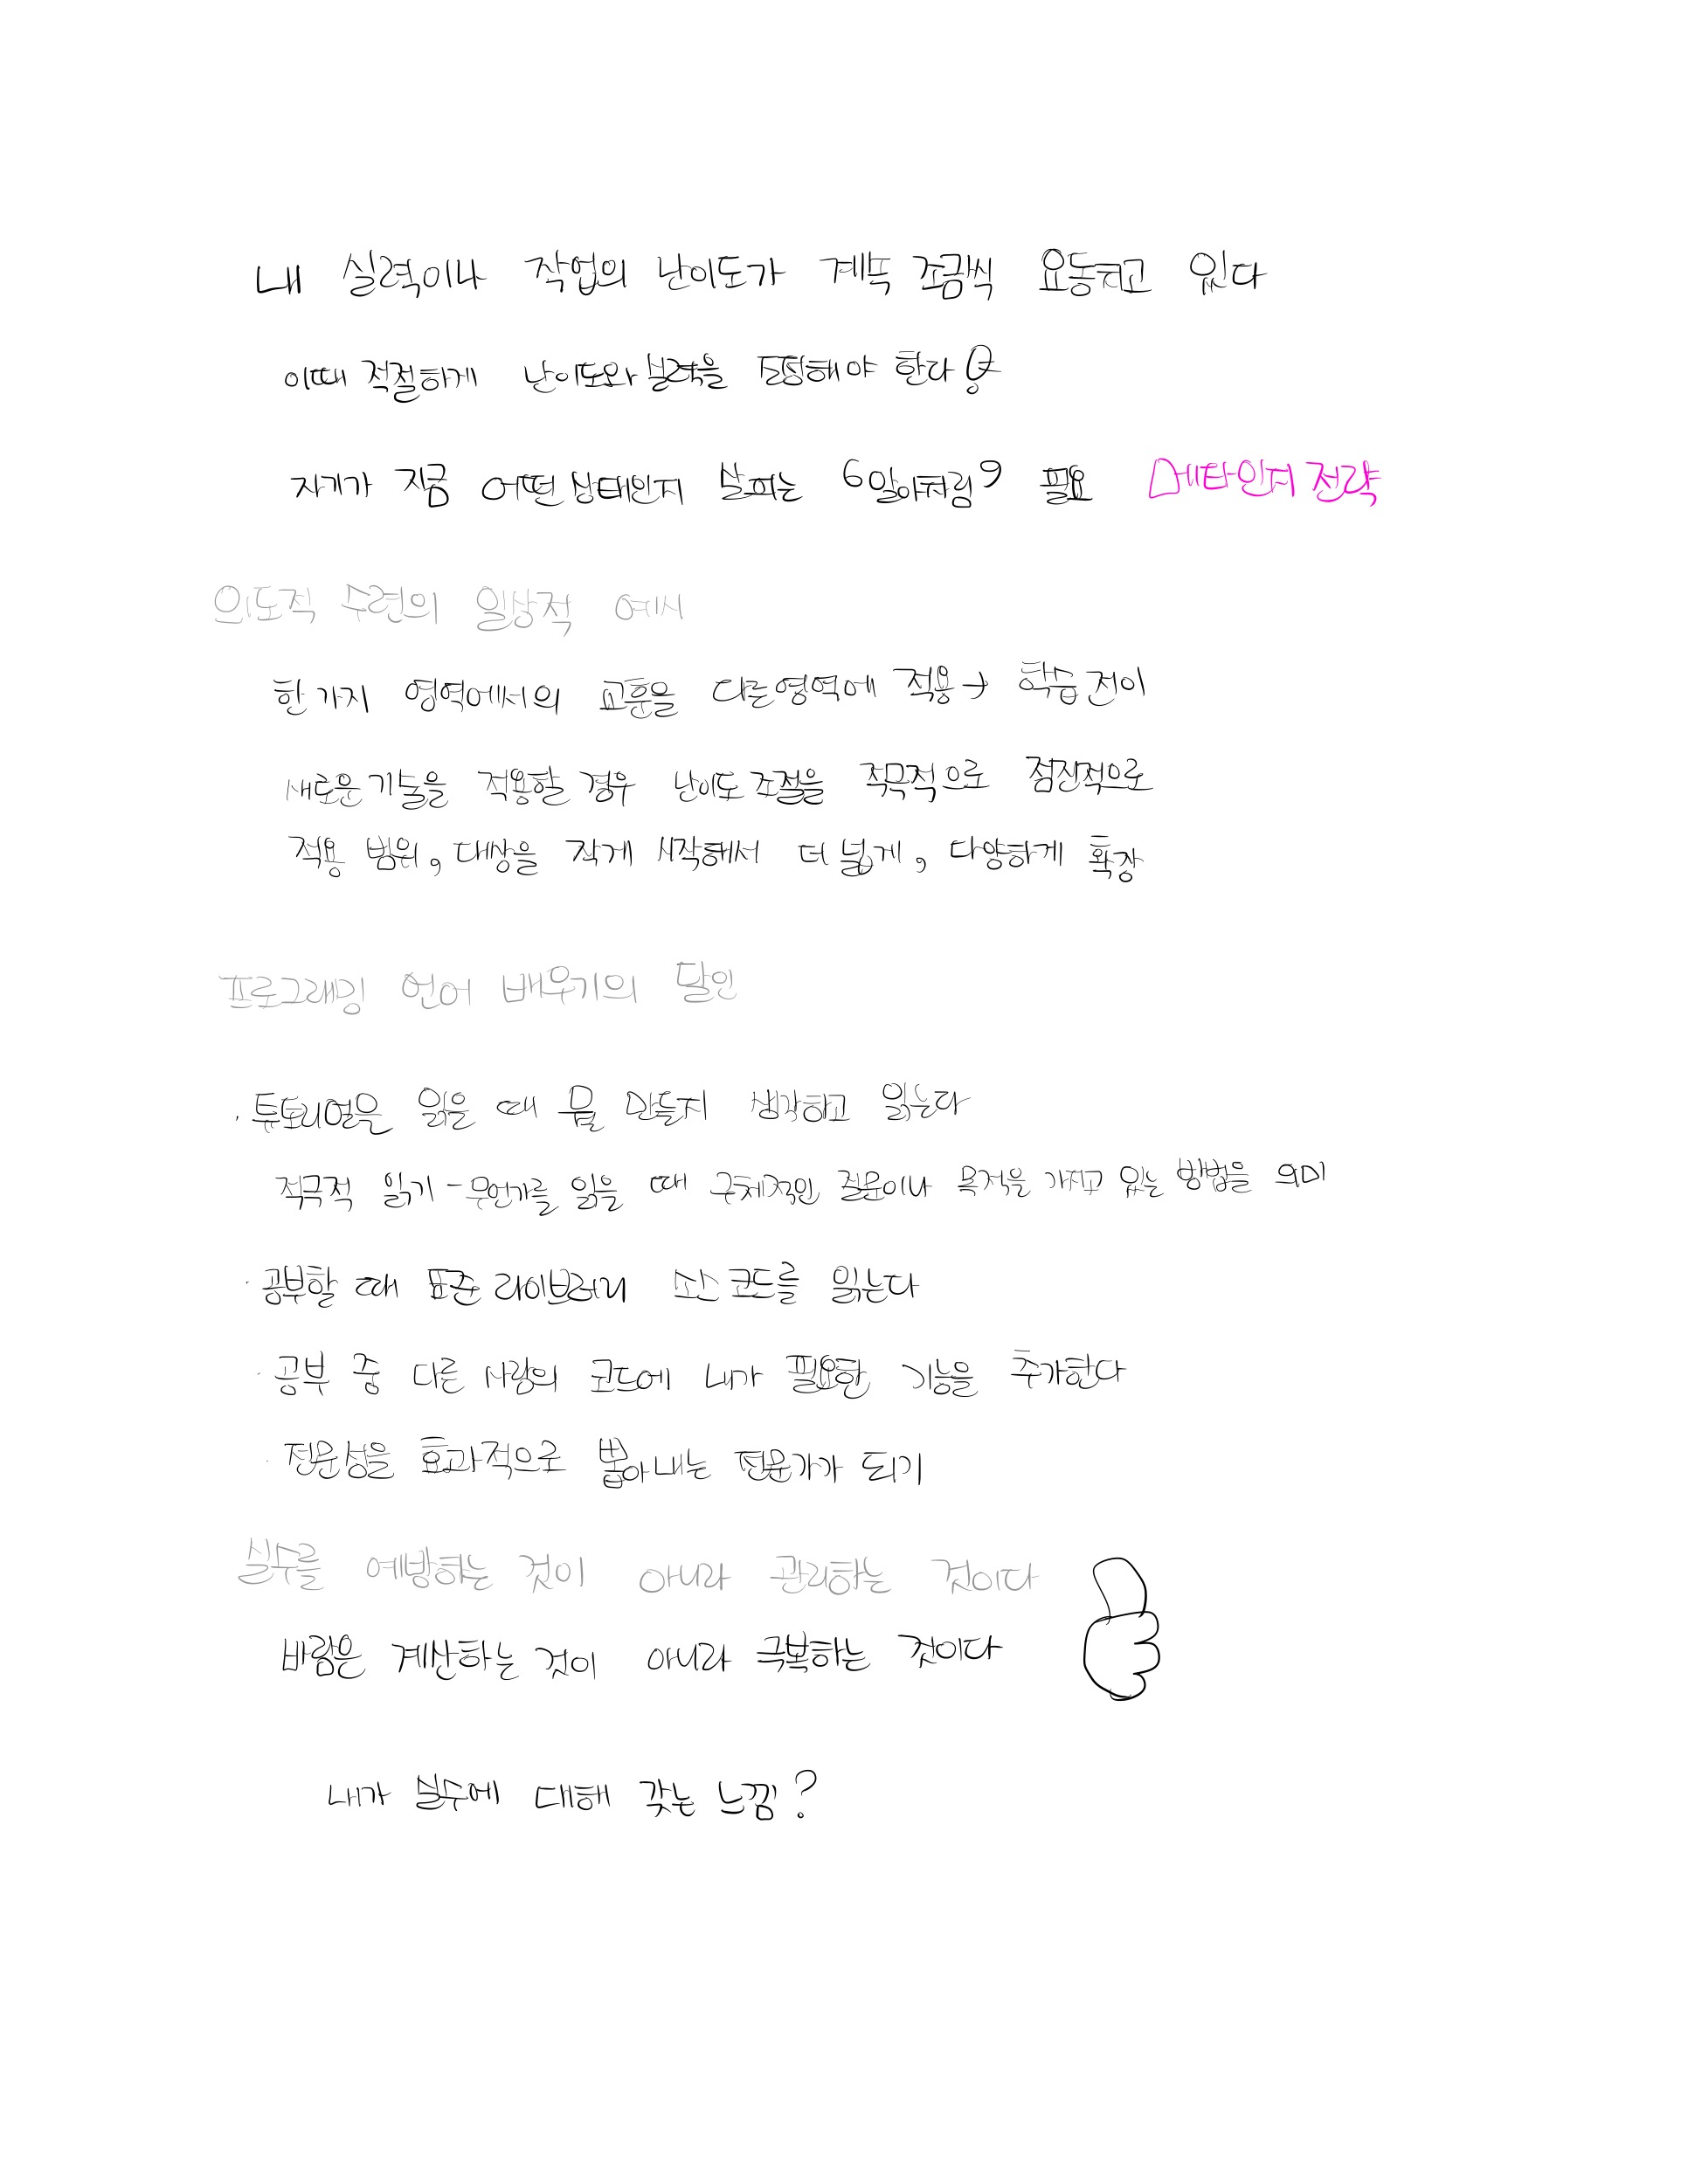 내 실력이나 작업의 난이도가 계속 조금씩 요동치고 있다
이때 적절하게 난이도와 실력을 조정해야 한다
자기가 지금 어떤 상태인지 살피는 '알아차림' 필요 메타인지 전략
의도적 수련의 일상적 예시
한 가지 영역에서의 교훈을 다른 영역에 적용 → 학습 전이
새로운 기술을 적용할 경우 난이도 조절을 적극적으로 점진적으로
적용 범위, 대상을 작게 시작해서 더 넓게, 다양하게 확장
프로그래밍 언어 배우기의 달인
· 튜토리얼을 읽을 때 뭘 만들지 생각하고 읽는다
적극적 읽기 - 무언가를 읽을 때 구체적인 질문이나 목적을 가지고 있는 방법을 의미
· 공부할 때 표준 라이브러리 소스코드를 읽는다
· 공부 중 다른 사람의 코드에 내가 필요한 기능을 추가한다
· 전문성을 효과적으로 뽑아내는 전문가가 되기
실수를 예방하는 것이 아니라 관리하는 것이다
바람은 계산하는 것이 아니라 극복하는 것이다
내가 실수에 대해 갖는 느낌?